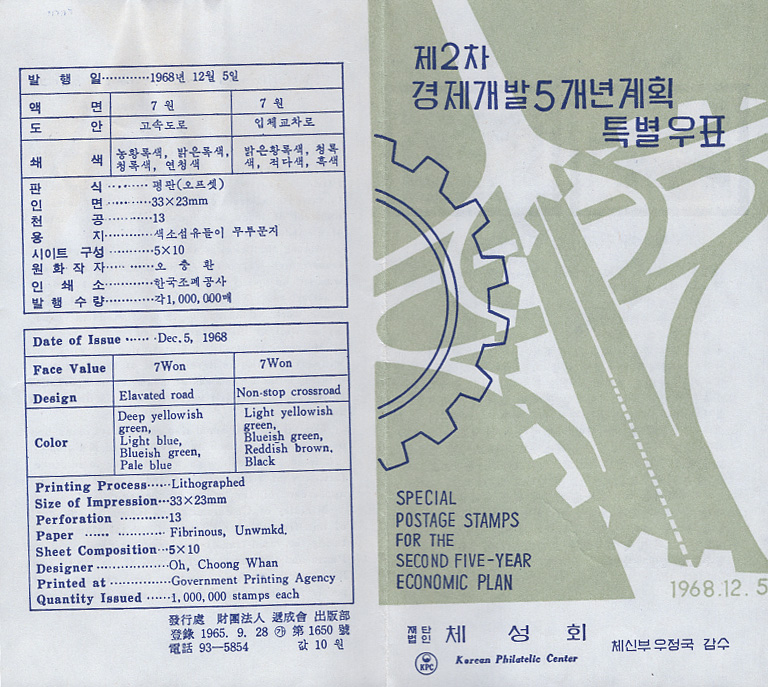 발 행 일············1968년 12월 5일
액 면 7 원 7 원
도 안 고속도로 입체교차로
쇄 색 농황록색, 밝은록색, 청록색, 연청색 밝은황록색, 청록색, 적다색, 흑색
판 식········평판(오프셋)
인 면··········33×23mm
천 공··········13
용 지··········색소섬유들이 무투문지
시이트 구성··········5×10
원 화 작 자··········오 충 환
인 쇄 소··········한국조폐공사
발 행 수 량··········각1,000,000매
Date of Issue ······ ·Dec. 5, 1968
Face Value 7Won 7Won
Design Elavated road Non-stop crossroad
Color
Deep yellowish green,
Light blue,
Blueish green,
Pale blue
Light yellowish green,
Blueish green,
Reddish brown,
Black
Printing Process······Lithographed
Size of Impression···33×23mm
Perforation ············13
Paper ······ ·········· Fibrinous, Unwmkd.
Sheet Composition··5×10
Designer ··················Oh, Choong Whan
Printed at ···············Government Printing Agency
Quantity Issued ······1,000,000 stamps each
發行處 財團法人 遞成會 出版部
登錄 1965. 9. 28 ㉮ 第 1650 號
電話 93—5854 값 10 원
제2차
경제개발5개년계획
특별우표
SPECIAL
POSTAGE STAMPS
FOR THE
SECOND FIVE-YEAR
ECONOMIC PLAN
1968.12.5
재단법인 체 성 회 체신부 우정국 감수
KPC Korean Philatelic Center